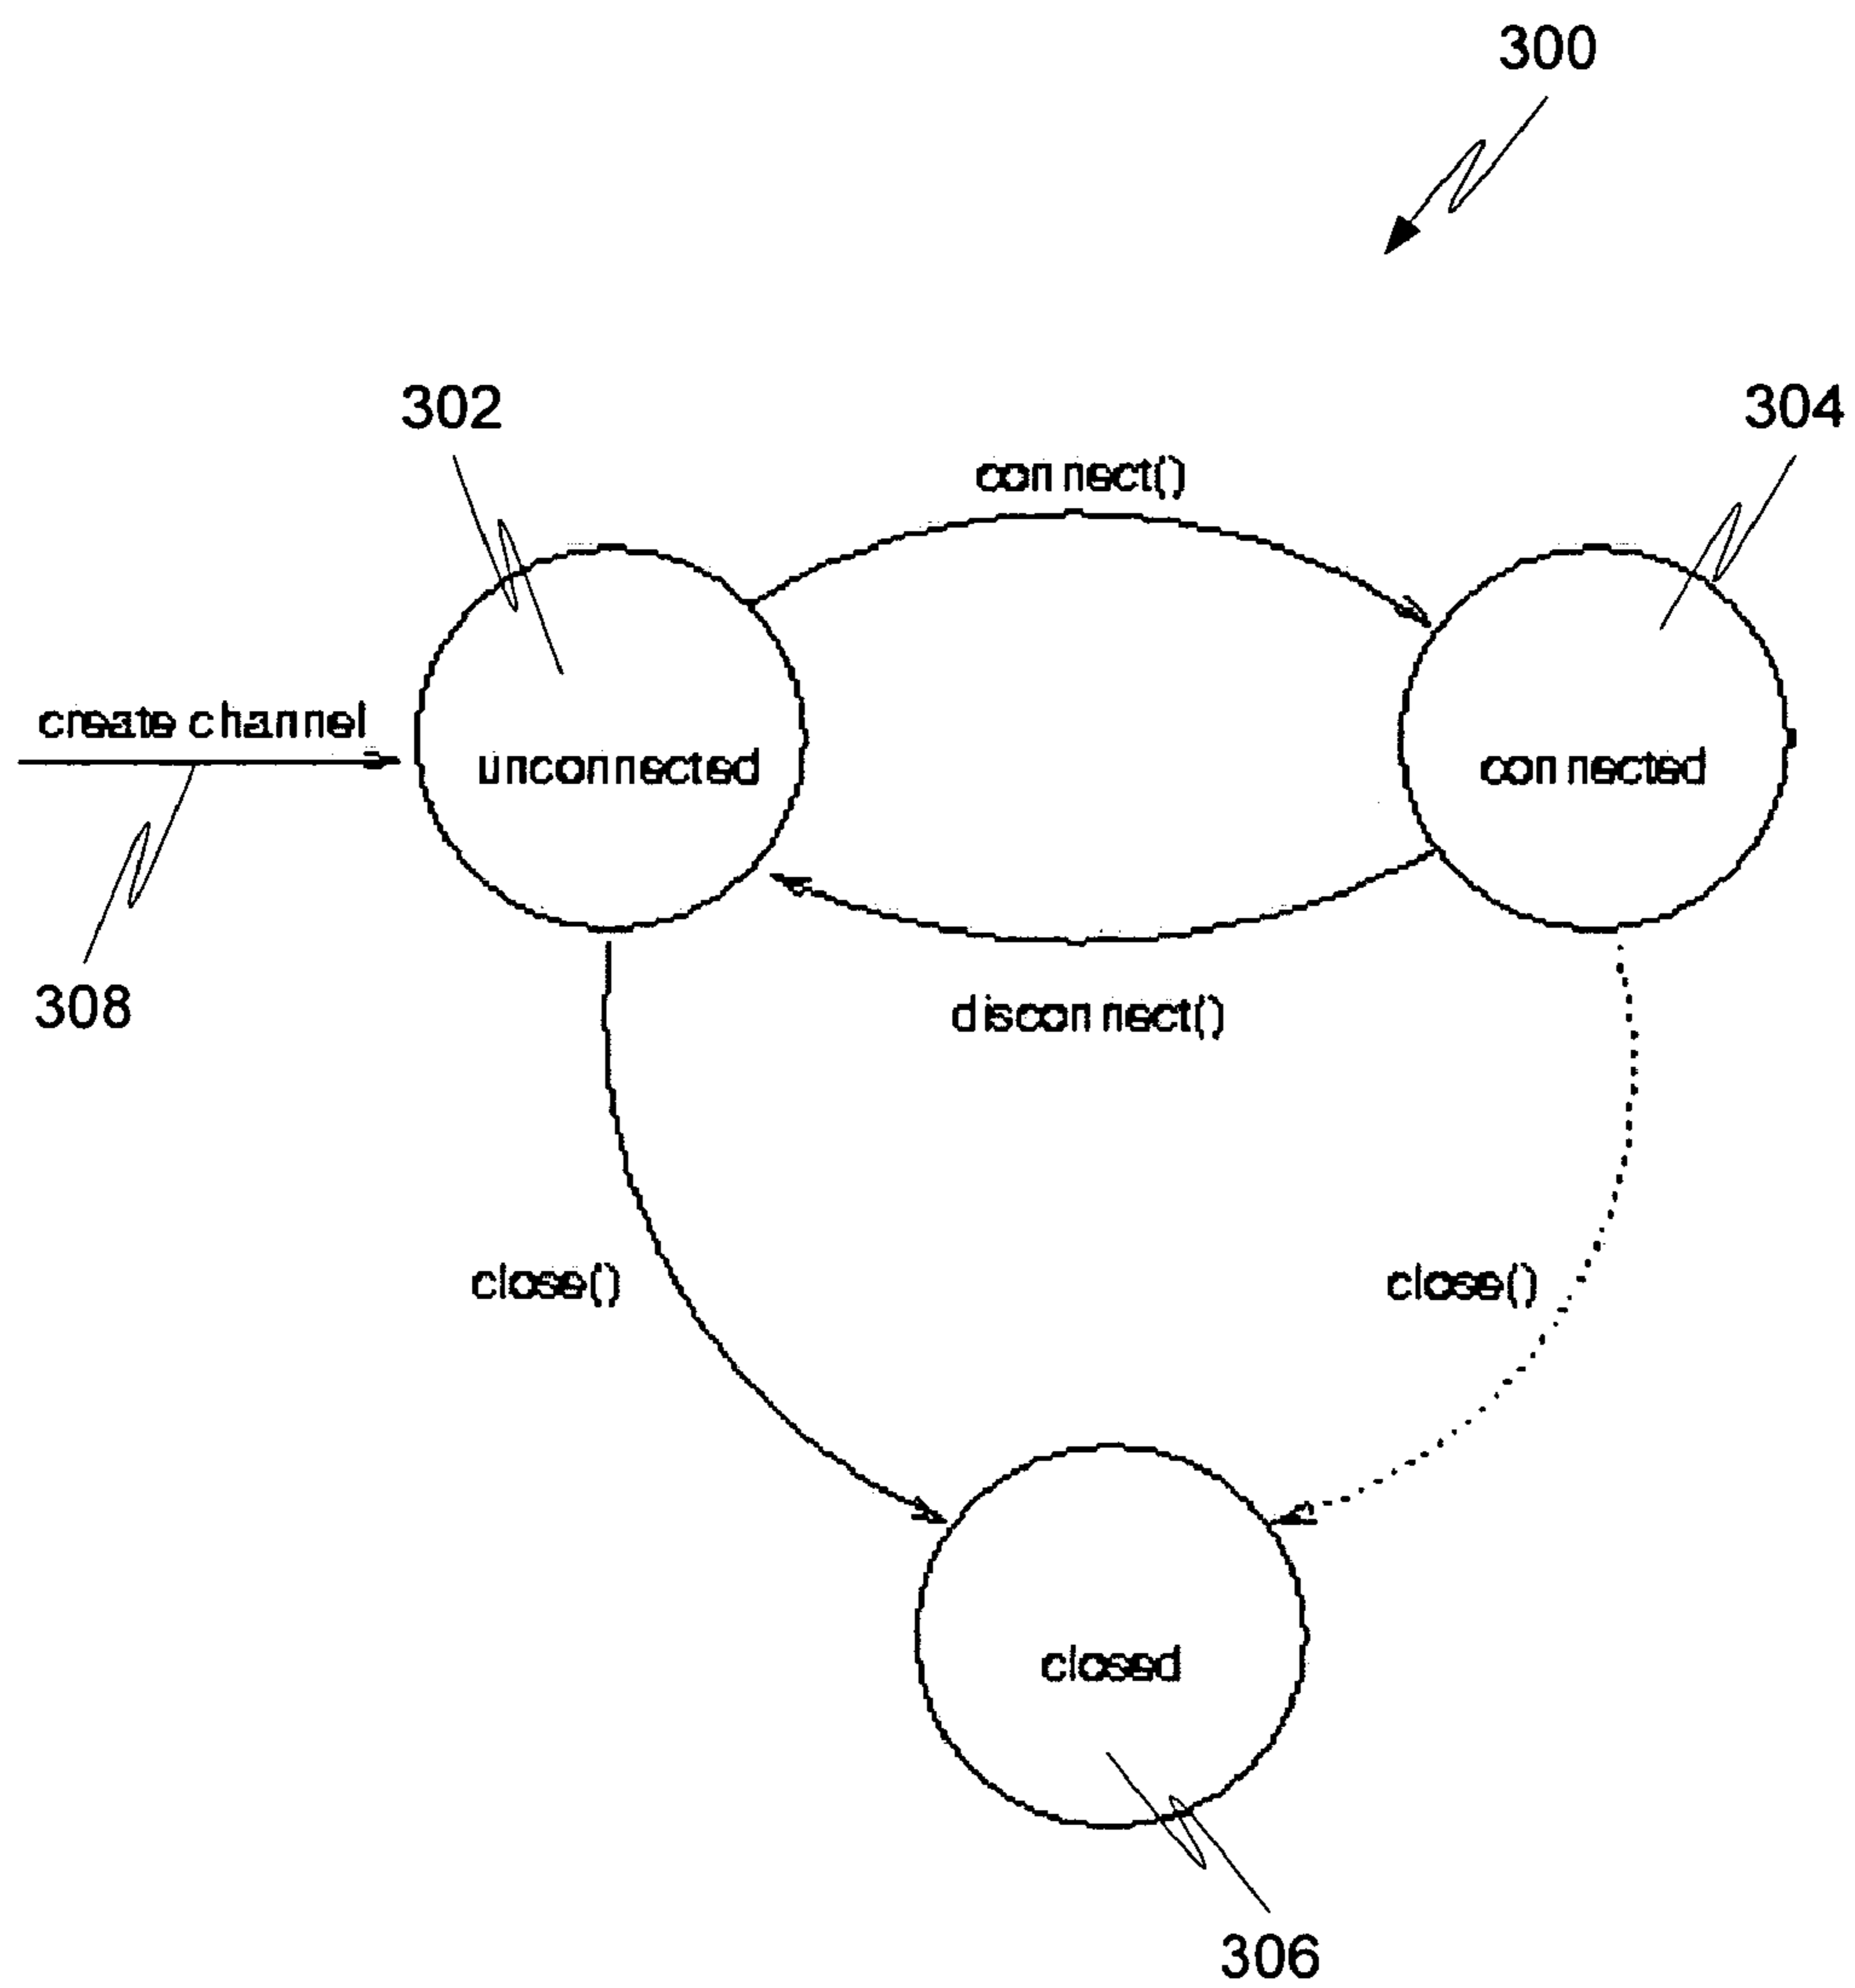 300
302
304
connect()
create channel
unconnected
connected
308
disconnect()
close()
close()
closed
306